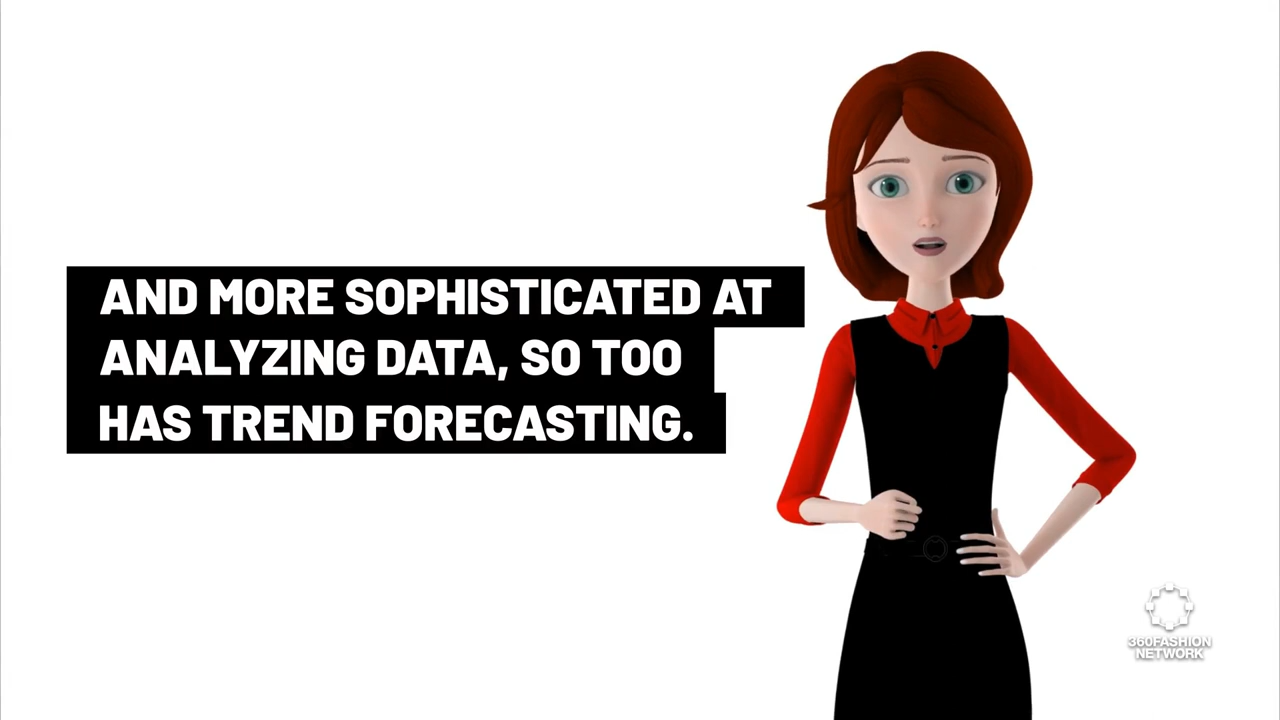 AND MORE SOPHISTICATED AT
ANALYZING DATA, SO TOO
HAS TREND FORECASTING.
360FASHION
NETWORK